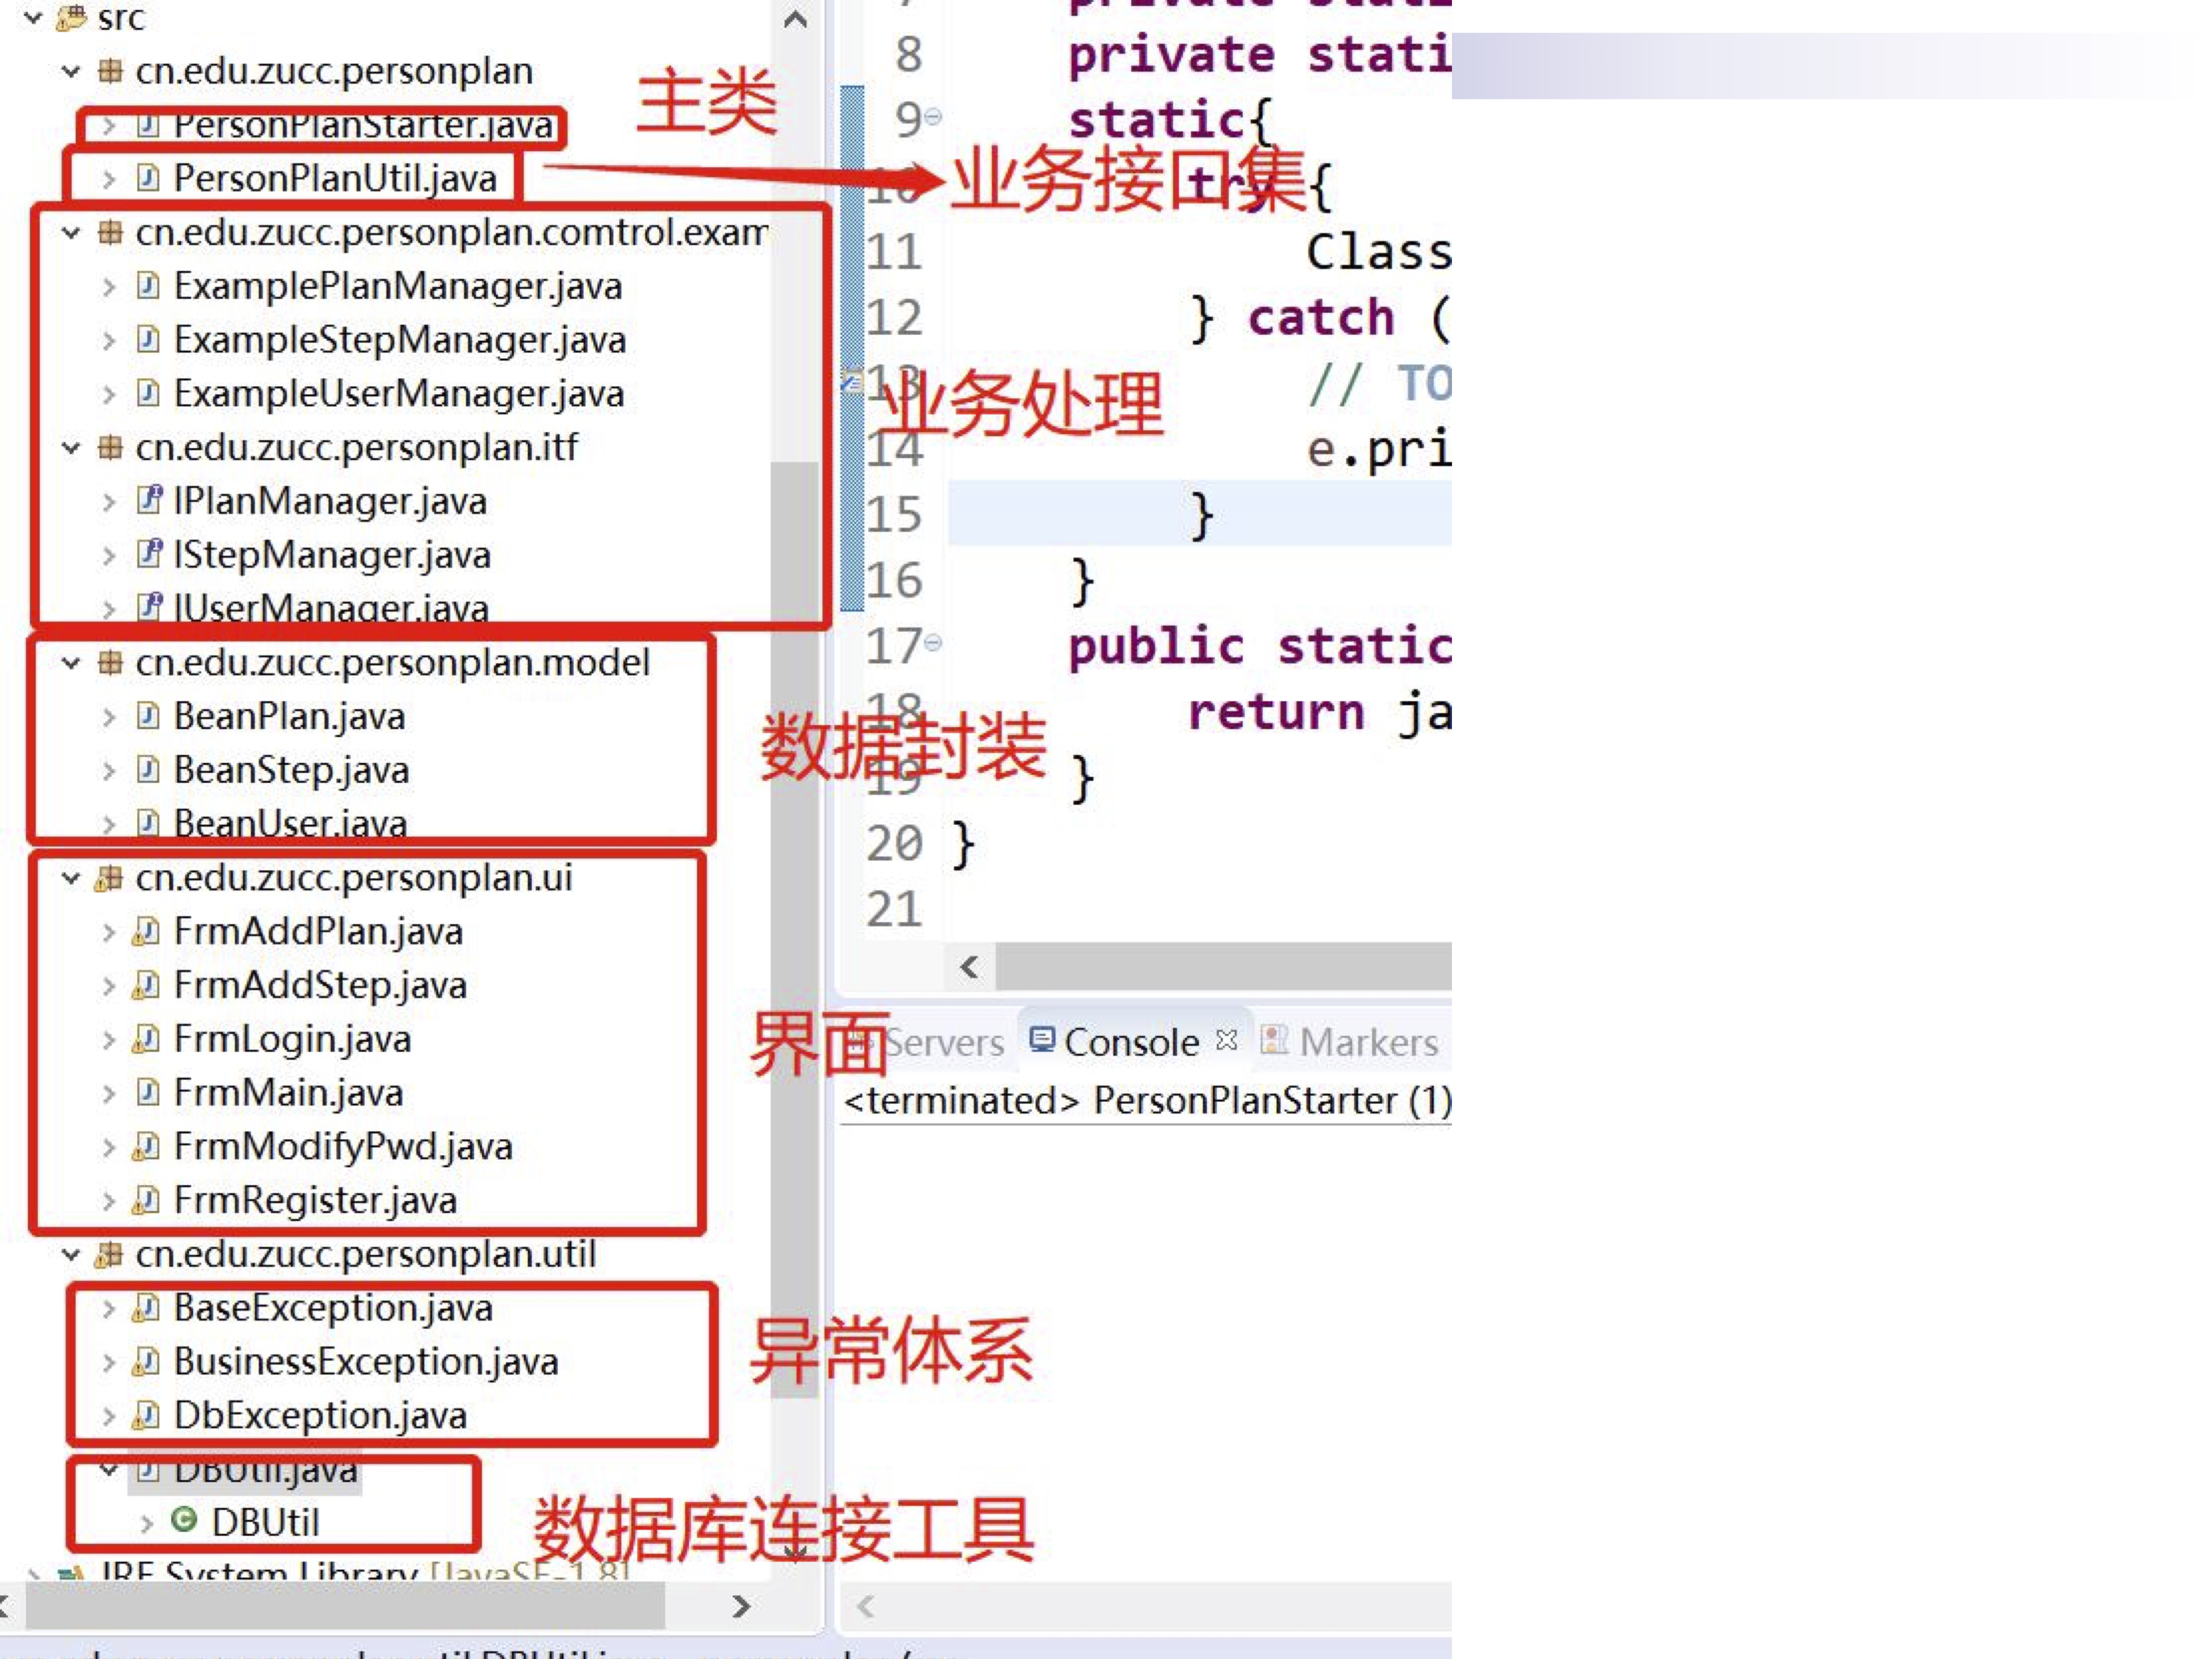 src
cn.edu.zucc.personplan
PersonPlanStarter.java
主类
PersonPlanUtil.java
业务接口集
cn.edu.zucc.personplan.comtrol.exam
ExamplePlanManager.java
ExampleStepManager.java
ExampleUserManager.java
业务处理
cn.edu.zucc.personplan.itf
IPlanManager.java
IStepManager.java
IUserManager.java
cn.edu.zucc.personplan.model
BeanPlan.java
BeanStep.java
BeanUser.java
数据封装
cn.edu.zucc.personplan.ui
FrmAddPlan.java
FrmAddStep.java
FrmLogin.java
FrmMain.java
FrmModifyPwd.java
FrmRegister.java
界面
cn.edu.zucc.personplan.util
BaseException.java
BusinessException.java
DbException.java
异常体系
DBUtil.java
DBUtil
数据库连接工具
JRE System Library [JavaSE-1.8]
8 private stati
9 static{
10 try {
11 Class
12 } catch (
13 // TO
14 e.pri
15 }
16 }
17 public static
18 return ja
19 }
20 }
21
Servers Console Markers
<terminated> PersonPlanStarter (1)